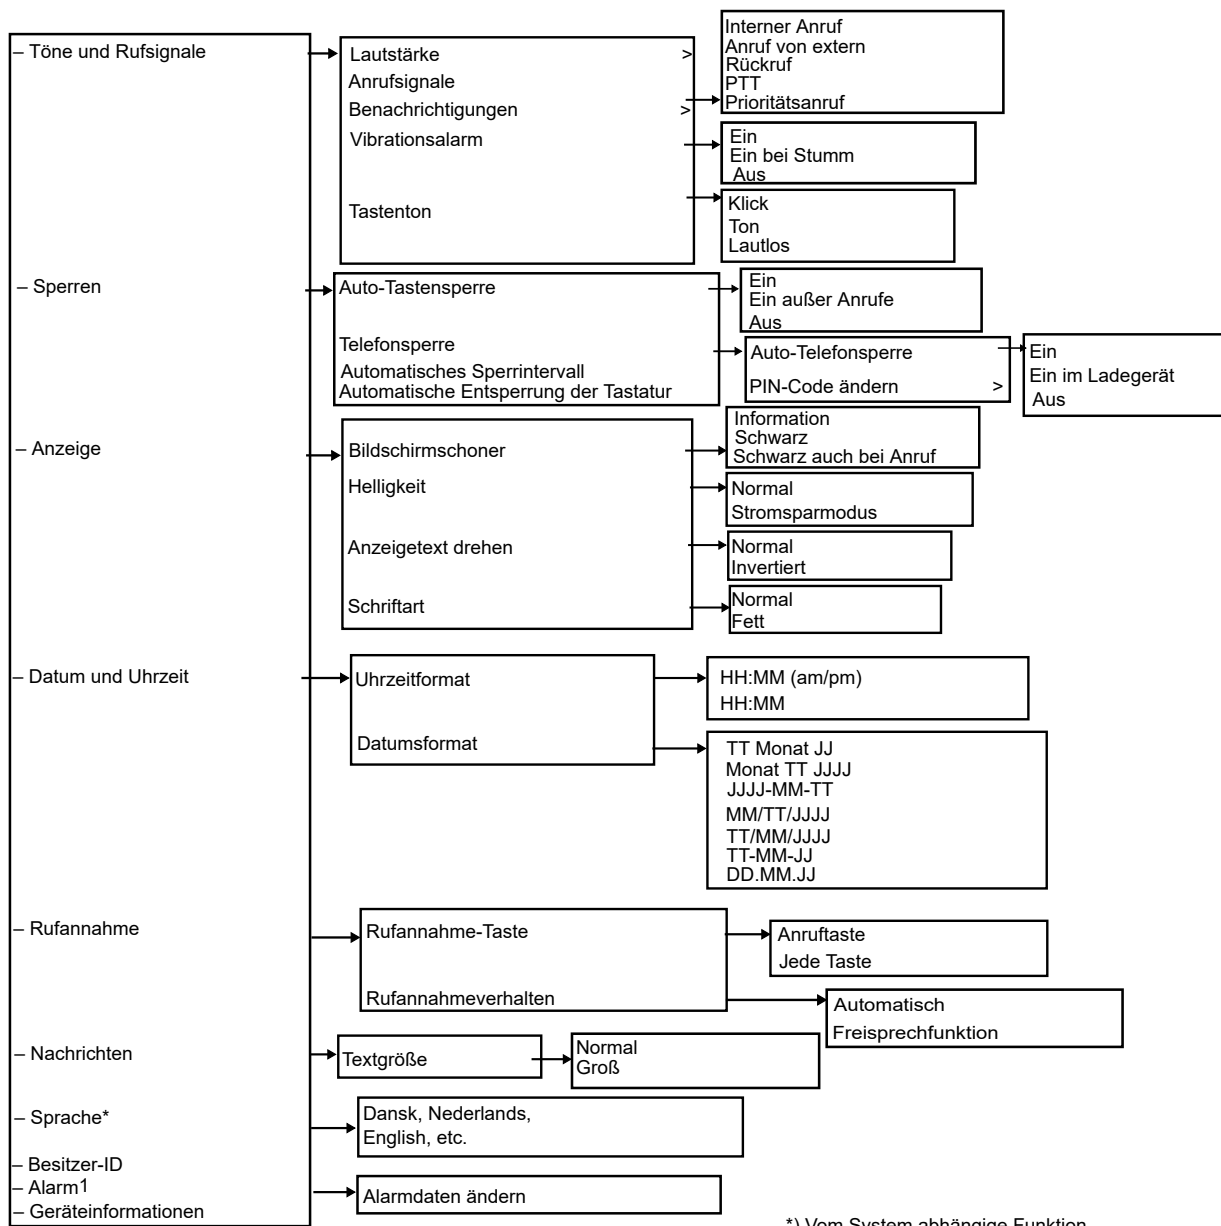 – Töne und Rufsignale
Lautstärke >
Anrufsignale
Benachrichtigungen >
Vibrationsalarm
Tastenton
Interner Anruf
Anruf von extern
Rückruf
PTT
Prioritätsanruf
Ein
Ein bei Stumm
Aus
Klick
Ton
Lautlos
– Sperren
Auto-Tastensperre
Telefonsperre
Automatisches Sperrintervall
Automatische Entsperrung der Tastatur
Ein
Ein außer Anrufe
Aus
Auto-Telefonsperre
PIN-Code ändern >
Ein
Ein im Ladegerät
Aus
– Anzeige
Bildschirmschoner
Helligkeit
Anzeigetext drehen
Schriftart
Information
Schwarz
Schwarz auch bei Anruf
Normal
Stromsparmodus
Normal
Invertiert
Normal
Fett
– Datum und Uhrzeit
Uhrzeitformat
Datumsformat
HH:MM (am/pm)
HH:MM
TT Monat JJ
Monat TT JJJJ
JJJJ-MM-TT
MM/TT/JJJJ
TT/MM/JJJJ
TT-MM-JJ
DD.MM.JJ
– Rufannahme
Rufannahme-Taste
Rufannahmeverhalten
Anruftaste
Jede Taste
Automatisch
Freisprechfunktion
– Nachrichten
Textgröße
Normal
Groß
– Sprache*
Dansk, Nederlands,
English, etc.
– Besitzer-ID
– Alarm1
Alarmdaten ändern
– Geräteinformationen
*) Vom System abhängige Funktion